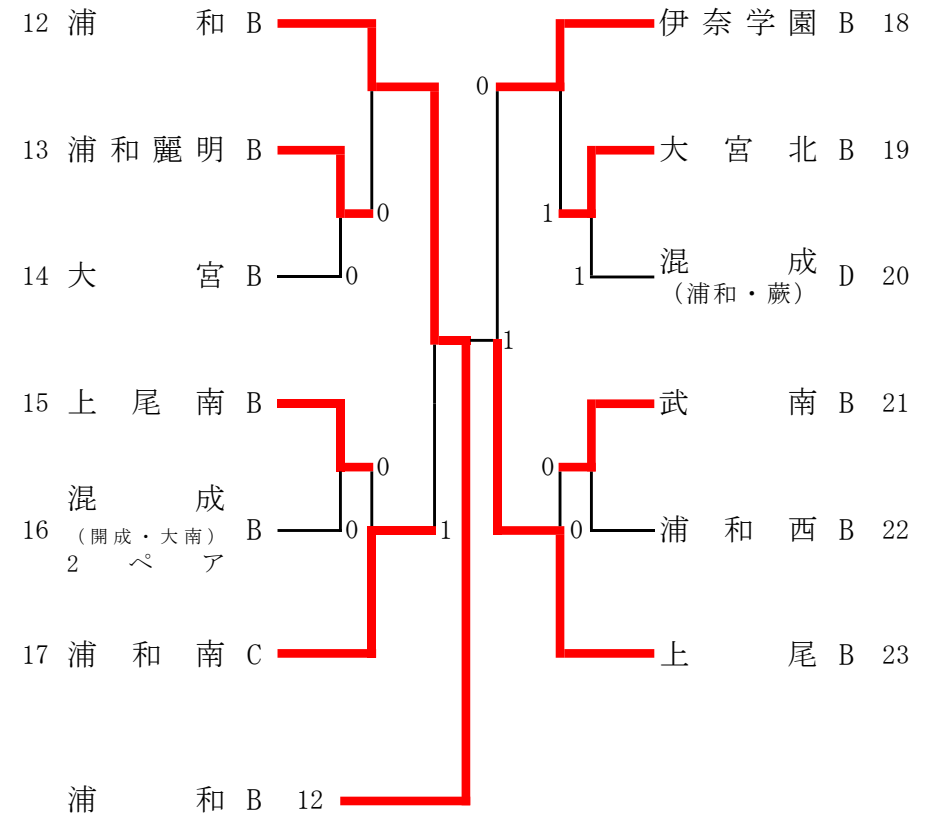 12 浦和 B
13 浦和麗明 B
0
14 大宮 B
0
15 上尾南 B
0
混成
16 （開成・大南） B
2ペア
0
1
17 浦和南 C
浦和 B 12
伊奈学園 B 18
0
大宮北 B 19
1
混成 D 20
（浦和・蕨）
1
1
武南 B 21
0
浦和西 B 22
0
上尾 B 23